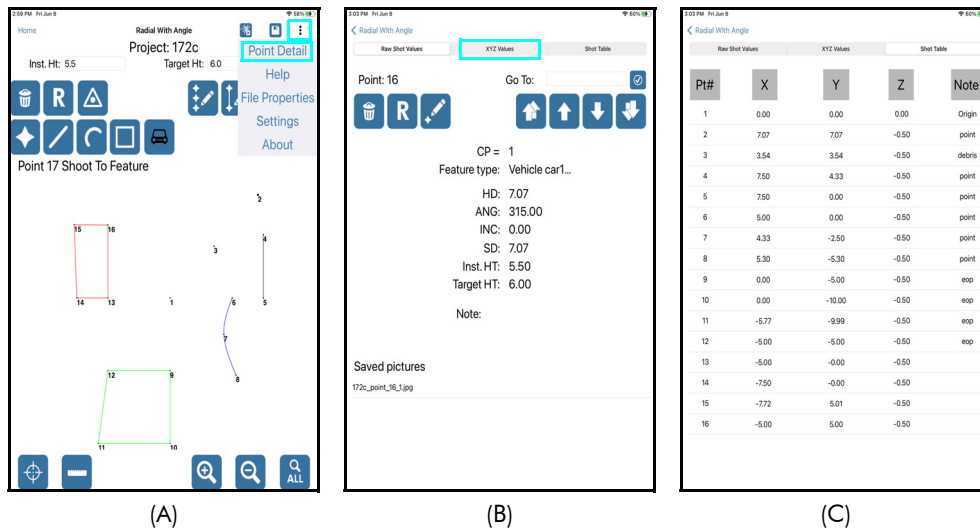 2:59 PM Fri Jun 9
58%
Home
Radial With Angle
Project: 172c
Inst. Ht: 5.5
Target Ht: 6.0
Point Detail
Help
File Properties
Settings
About
R
Point 17 Shoot To Feature
2
15 16
4
3
14 13 1 6 5
7
12 9
8
11 10
ALL
(A)
3:03 PM Fri Jun 9
60%
Radial With Angle
Raw Shot Values XYZ Values Shot Table
Point: 16
Go To:
R
CP = 1
Feature type: Vehicle car1...
HD: 7.07
ANG: 315.00
INC: 0.00
SD: 7.07
Inst. HT: 5.50
Target HT: 6.00
Note:
Saved pictures
172c_point_16_1.jpg
(B)
3:03 PM Fri Jun 9
60%
Radial With Angle
Raw Shot Values XYZ Values Shot Table
Pt# X Y Z Note
1 0.00 0.00 0.00 Origin
2 7.07 7.07 -0.50 point
3 3.54 3.54 -0.50 debris
4 7.50 4.33 -0.50 point
5 7.50 0.00 -0.50 point
6 5.00 0.00 -0.50 point
7 4.33 -2.50 -0.50 point
8 5.30 -5.30 -0.50 point
9 0.00 -5.00 -0.50 eop
10 0.00 -10.00 -0.50 eop
11 -5.77 -9.99 -0.50 eop
12 -5.00 -5.00 -0.50 eop
13 -5.00 -0.00 -0.50
14 -7.50 -0.00 -0.50
15 -7.72 5.01 -0.50
16 -5.00 5.00 -0.50
(C)